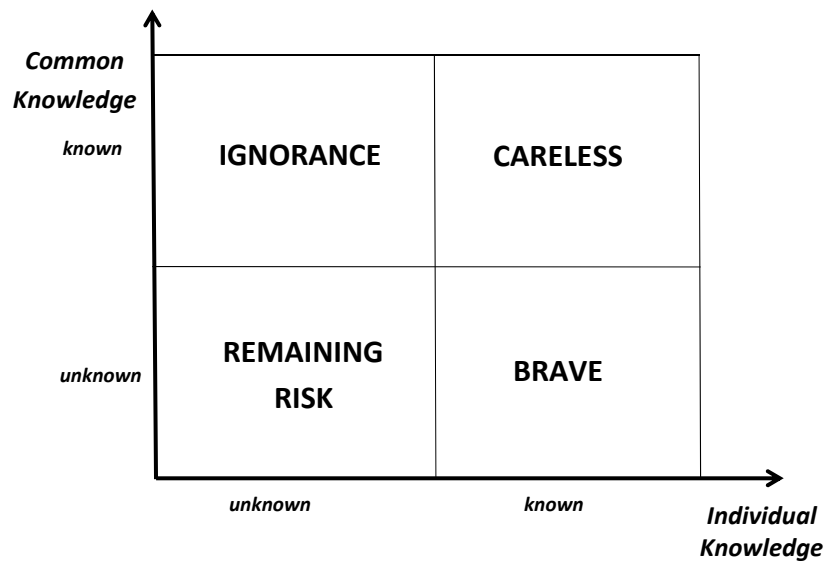 Common
Knowledge
known
IGNORANCE
CARELESS
REMAINING
RISK
BRAVE
unknown
unknown
known
Individual
Knowledge